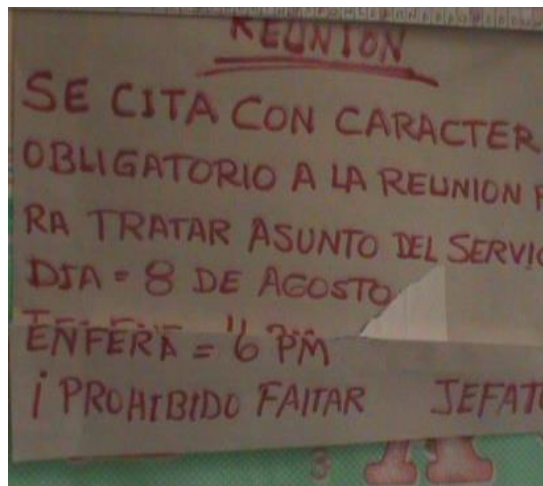 REUNION
SE CITA CON CARACTER
OBLIGATORIO A LA REUNION P
RA TRATAR ASUNTO DEL SERVIC
DIA = 8 DE AGOSTO
ENFERA = "6 PM
¡ PROHIBIDO FALTAR JEFAT